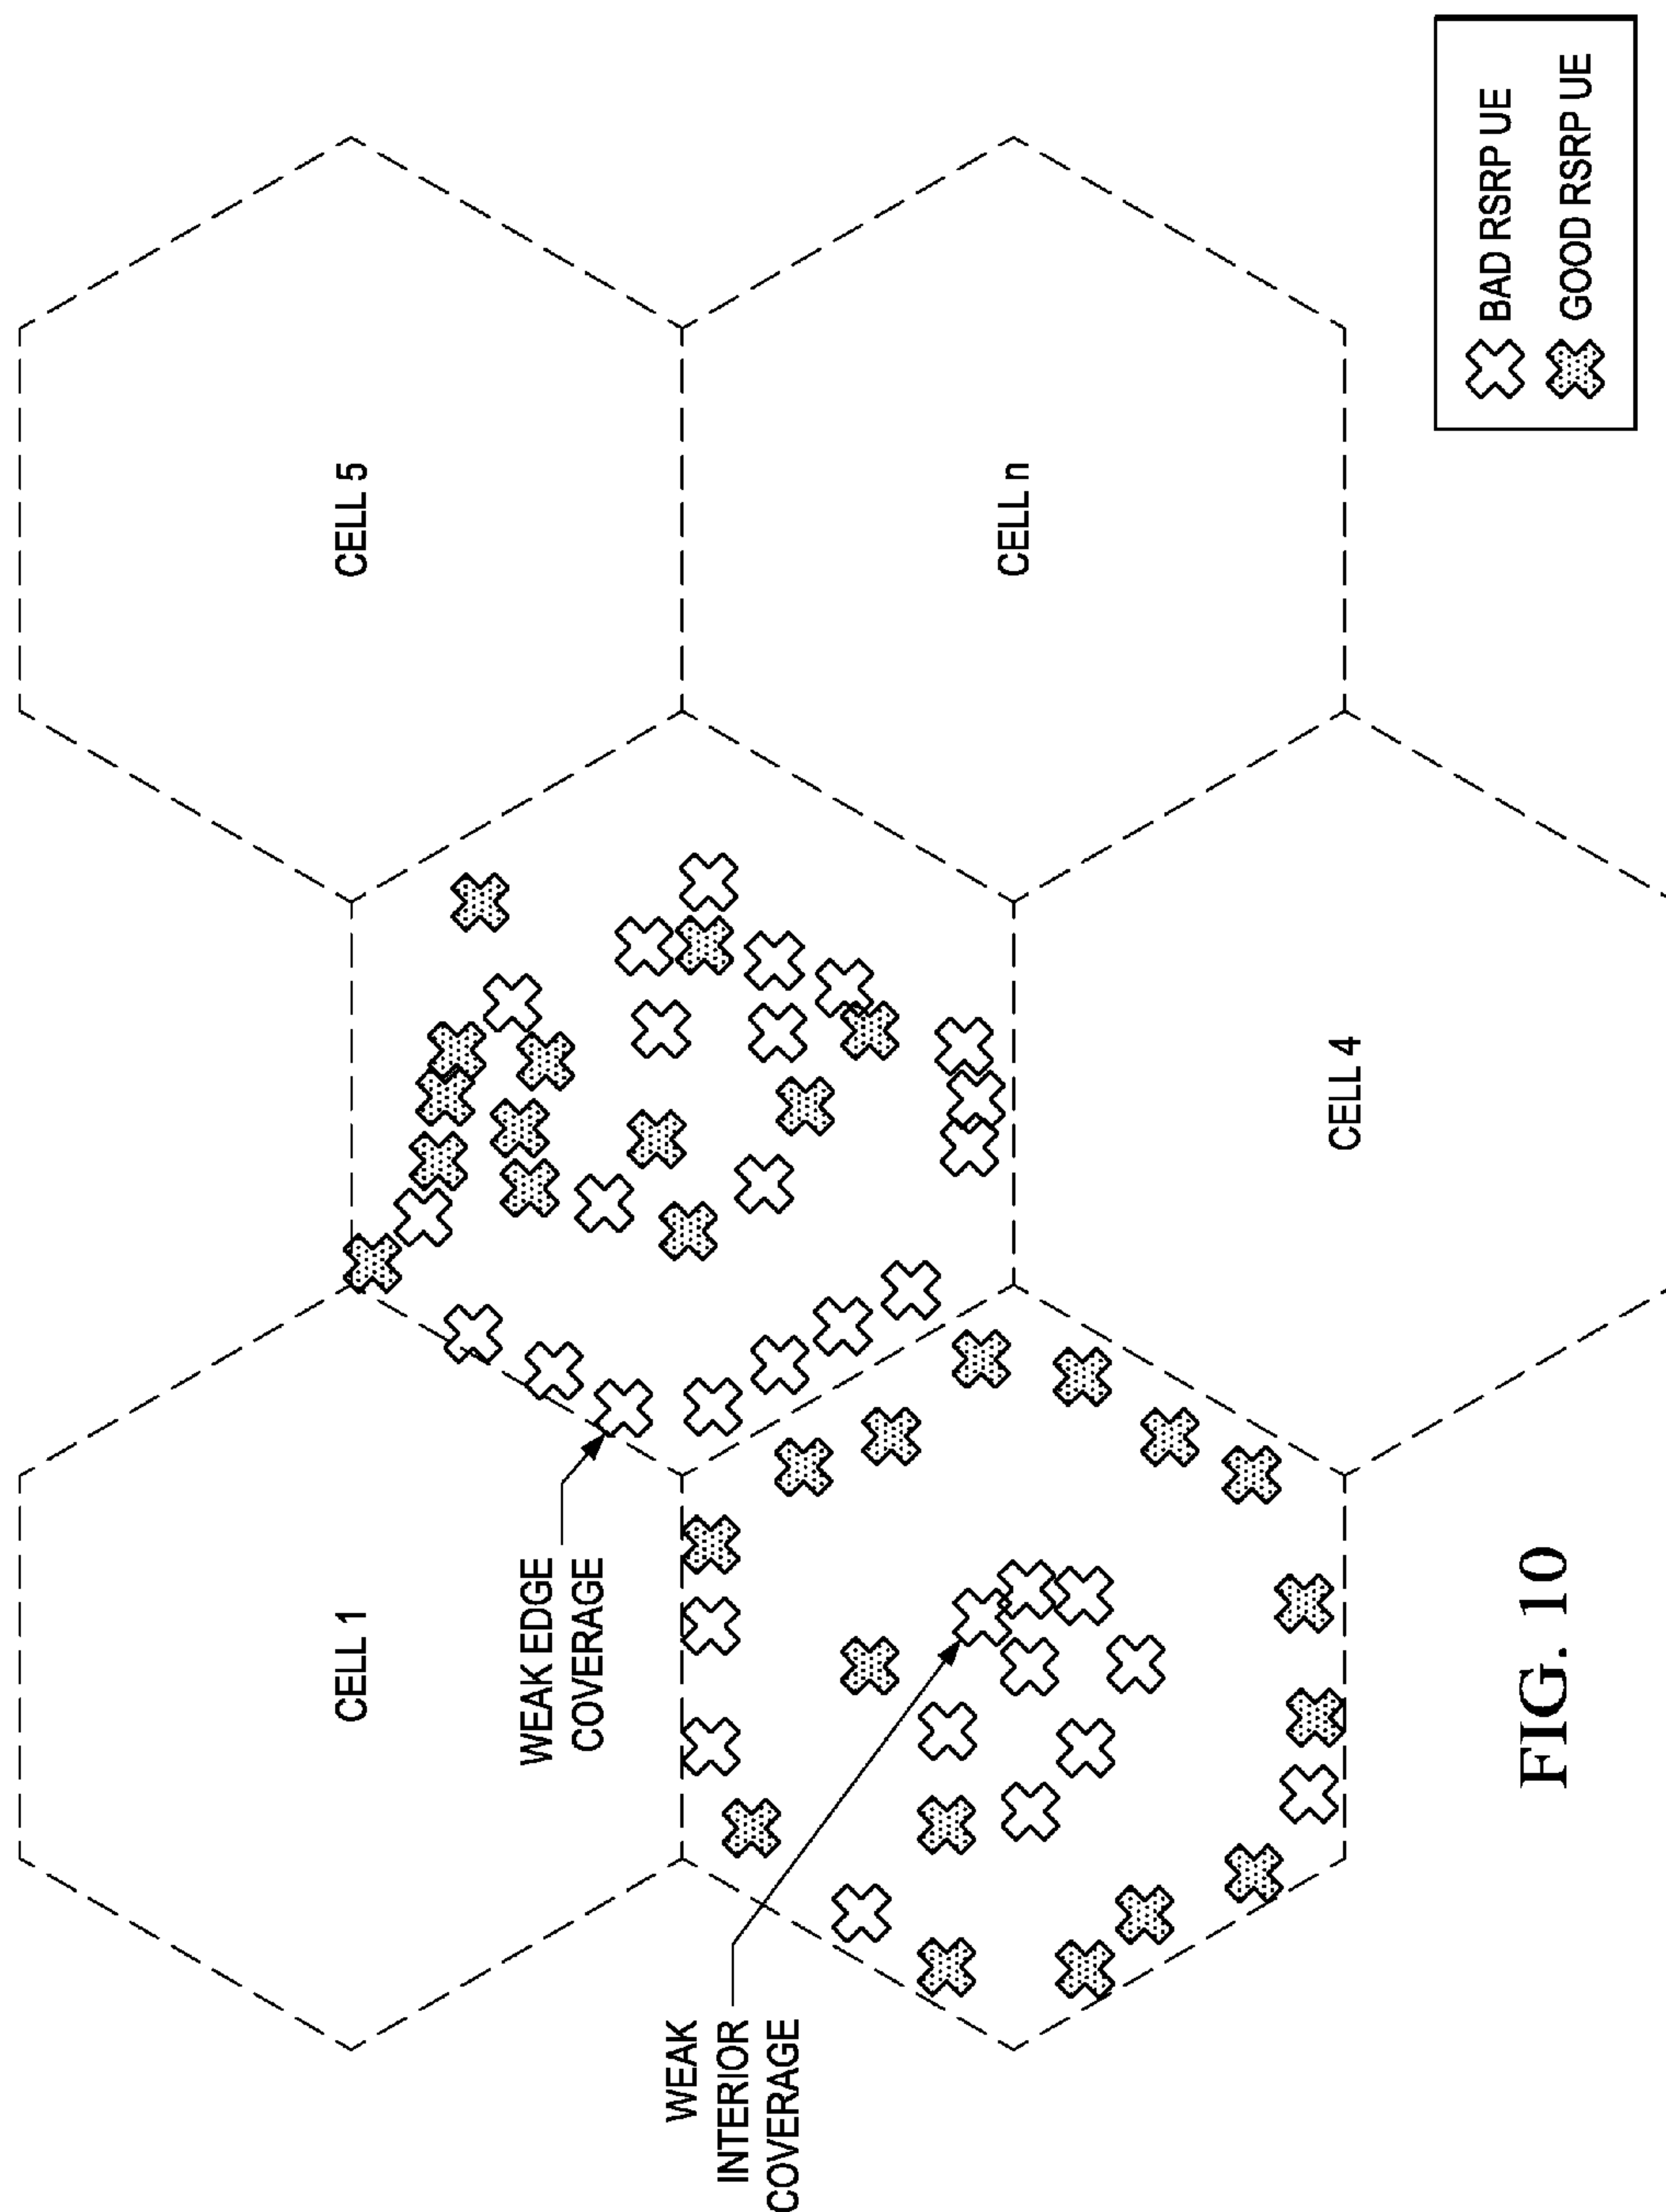 CELL 1
CELL 5
WEAK EDGE
COVERAGE
WEAK
INTERIOR
COVERAGE
CELL n
CELL 4
BAD RSRP UE
GOOD RSRP UE
FIG. 10